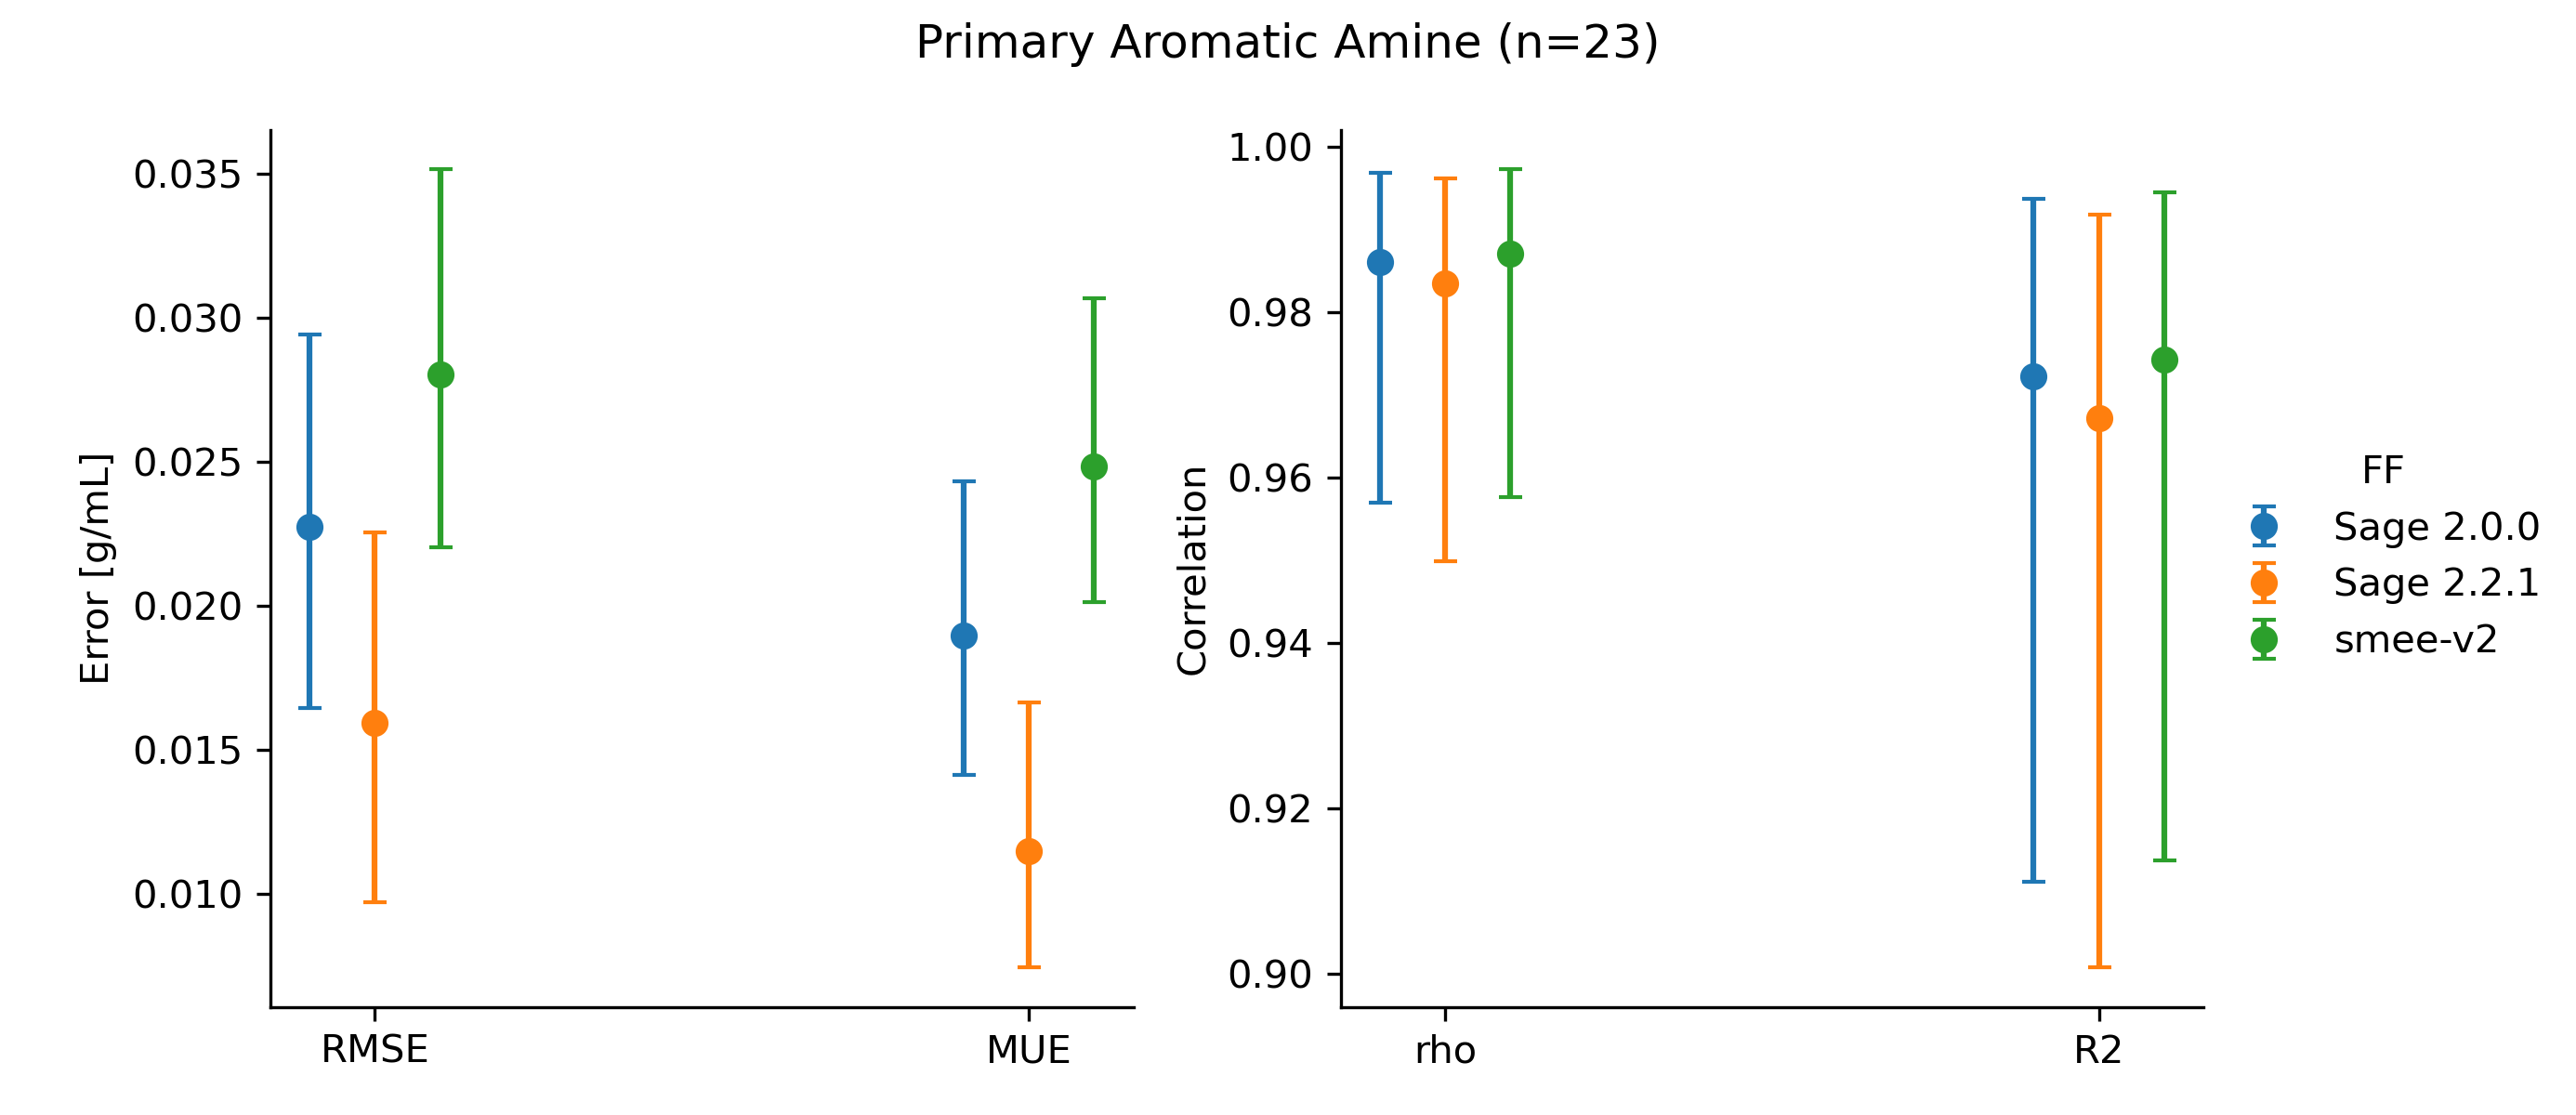 Primary Aromatic Amine (n=23)
Error [g/mL]
0.035
0.030
0.025
0.020
0.015
0.010
RMSE
MUE
Correlation
1.00
0.98
0.96
0.94
0.92
0.90
rho
R2
FF
Sage 2.0.0
Sage 2.2.1
smee-v2